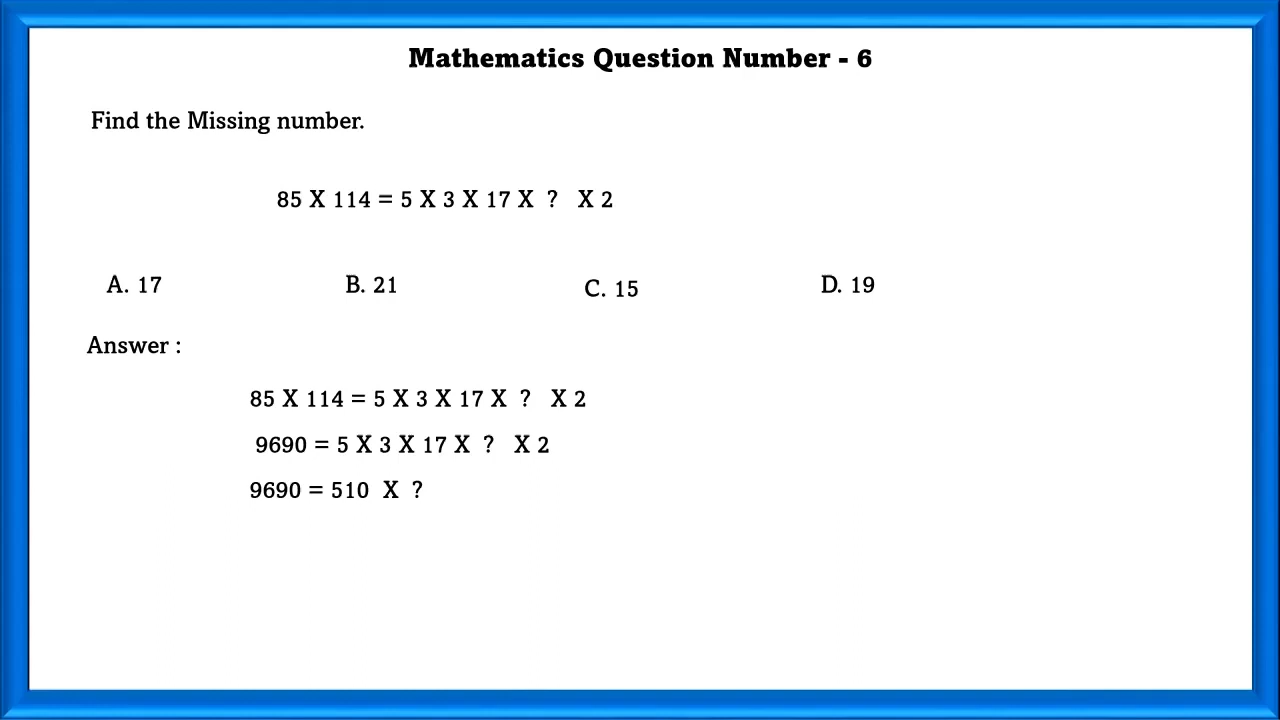 Mathematics Question Number - 6
Find the Missing number.
85 X 114 = 5 X 3 X 17 X ? X 2
A. 17 B. 21 C. 15 D. 19
Answer :
85 X 114 = 5 X 3 X 17 X ? X 2
9690 = 5 X 3 X 17 X ? X 2
9690 = 510 X ?